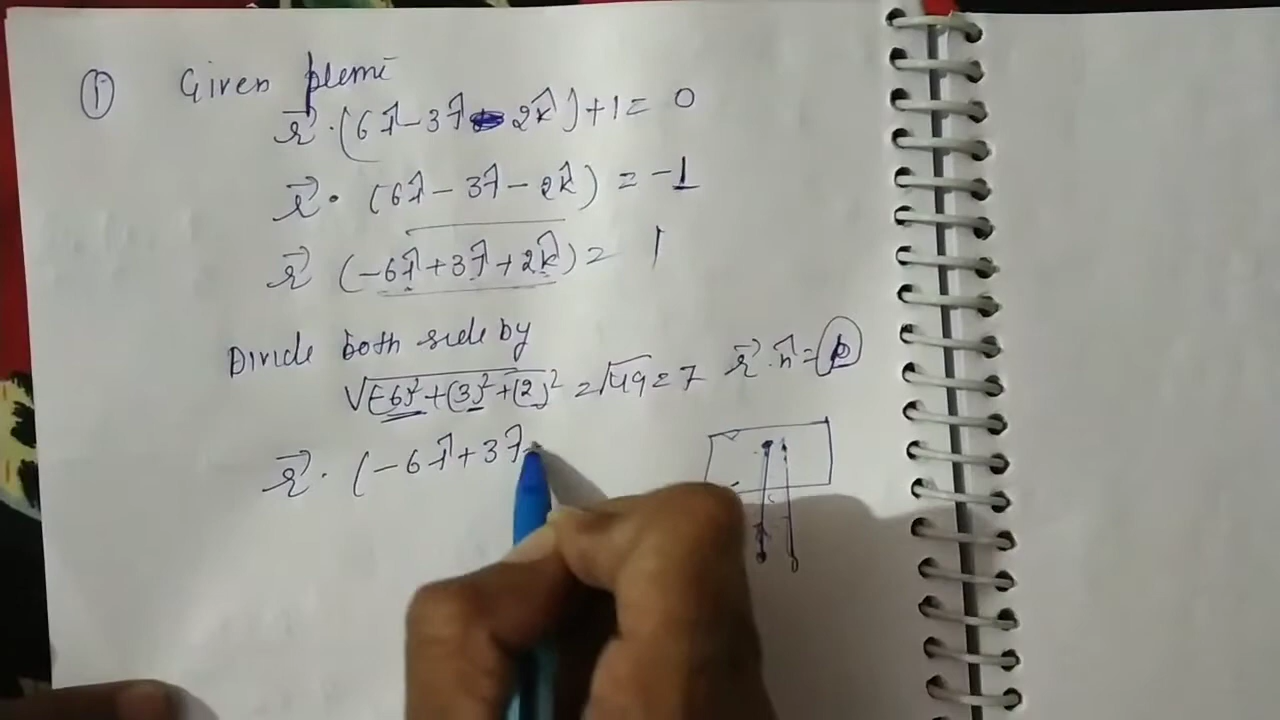 ① Given plane
r⃗ · (6î - 3ĵ - 2k̂) + 1 = 0
r⃗ · (6î - 3ĵ - 2k̂) = -1
r⃗ (-6î + 3ĵ + 2k̂) = 1
Divide both side by
√(-6)² + (3)² + (2)² = √49 = 7 r⃗ · n̂ = p
r⃗ · (-6î + 3ĵ